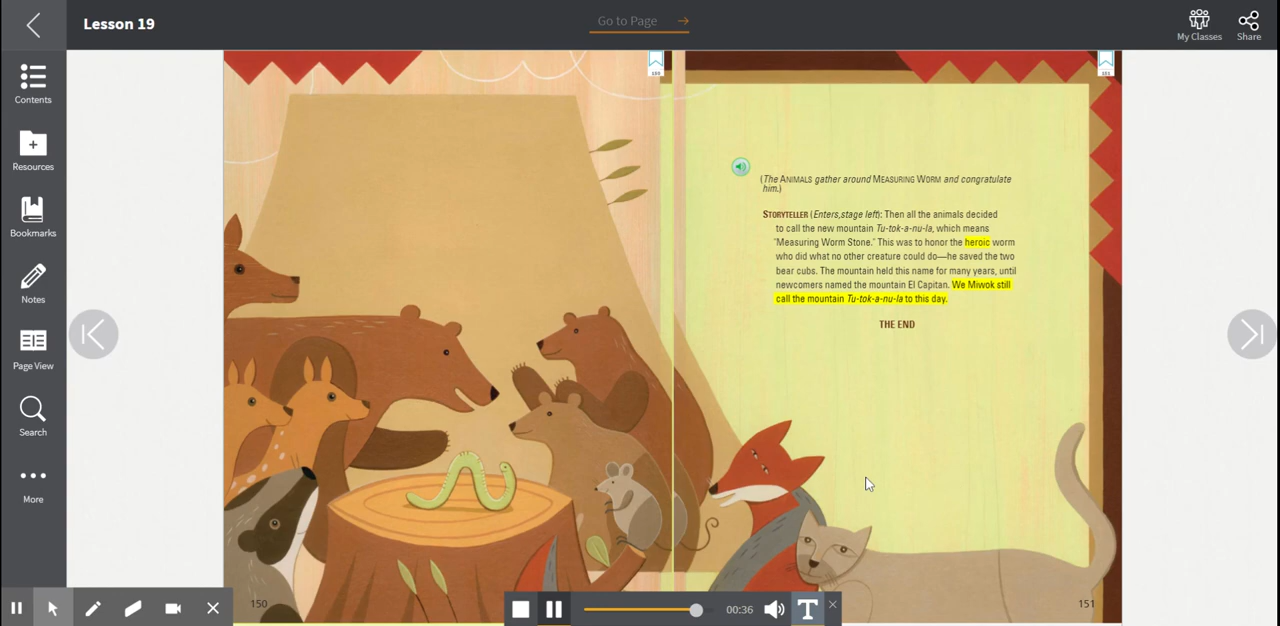 Lesson 19
Go to Page →
My Classes
Share
Contents
Resources
Bookmarks
Notes
Page View
Search
More
150
151
(The ANIMALS gather around MEASURING WORM and congratulate
him.)
STORYTELLER (Enters,stage left): Then all the animals decided
to call the new mountain Tu-tok-a-nu-la, which means
"Measuring Worm Stone." This was to honor the heroic worm
who did what no other creature could do—he saved the two
bear cubs. The mountain held this name for many years, until
newcomers named the mountain El Capitan. We Miwok still
call the mountain Tu-tok-a-nu-la to this day.
THE END
150
151
00:36
T